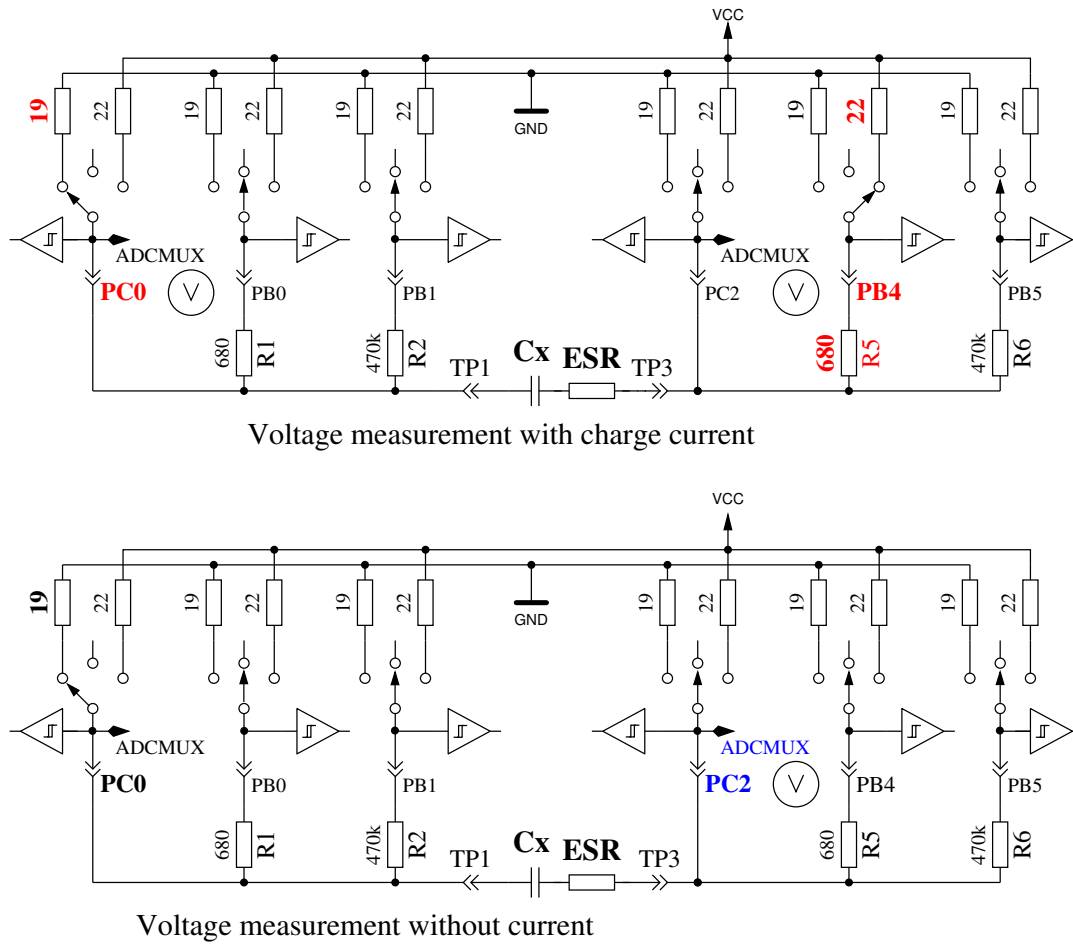 VCC
19
22
19
22
19
22
19
22
19
22
19
22
GND
ADCMUX
ADCMUX
PC0
V
PB0
PB1
PC2
V
PB4
PB5
680
R1
470k
R2
680
R5
470k
R6
TP1
Cx
ESR
TP3
Voltage measurement with charge current
VCC
19
22
19
22
19
22
19
22
19
22
19
22
GND
ADCMUX
ADCMUX
PC0
PB0
PB1
PC2
V
PB4
PB5
680
R1
470k
R2
680
R5
470k
R6
TP1
Cx
ESR
TP3
Voltage measurement without current